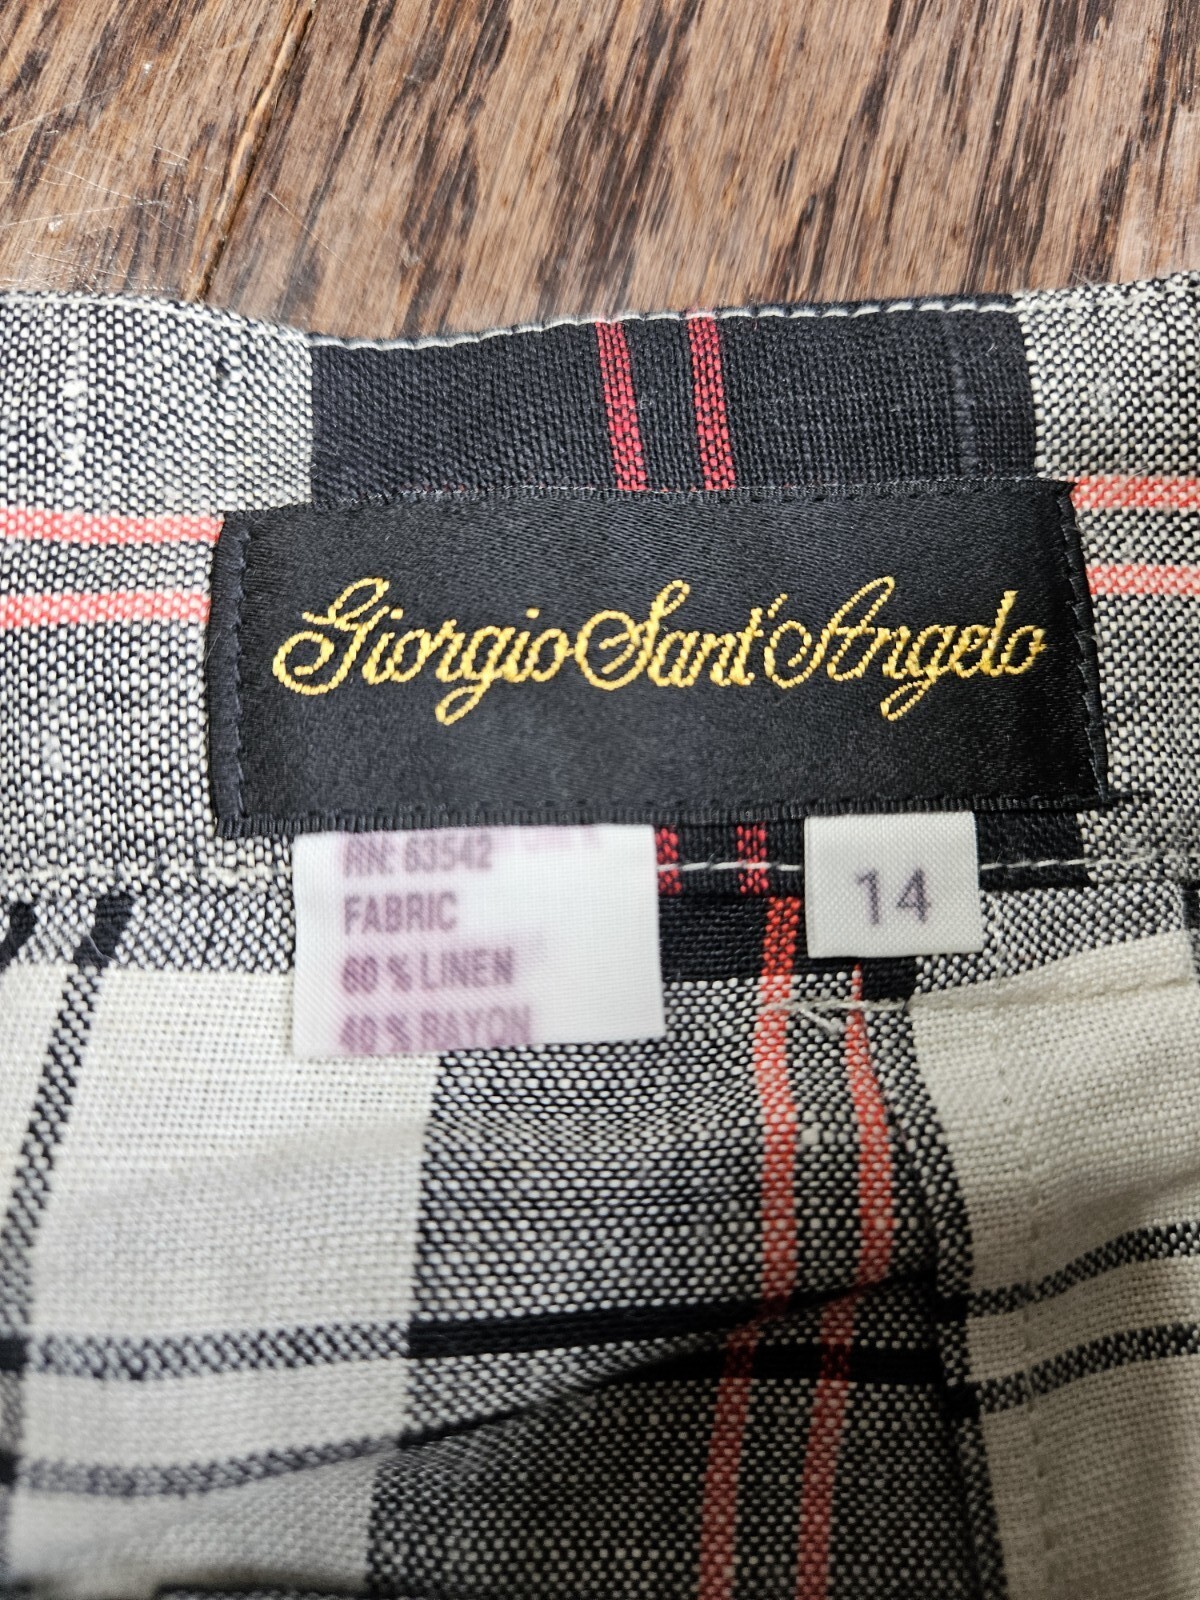 Giorgio Sant'Angelo
RN: 63542
FABRIC
60 % LINEN
40 % RAYON
14